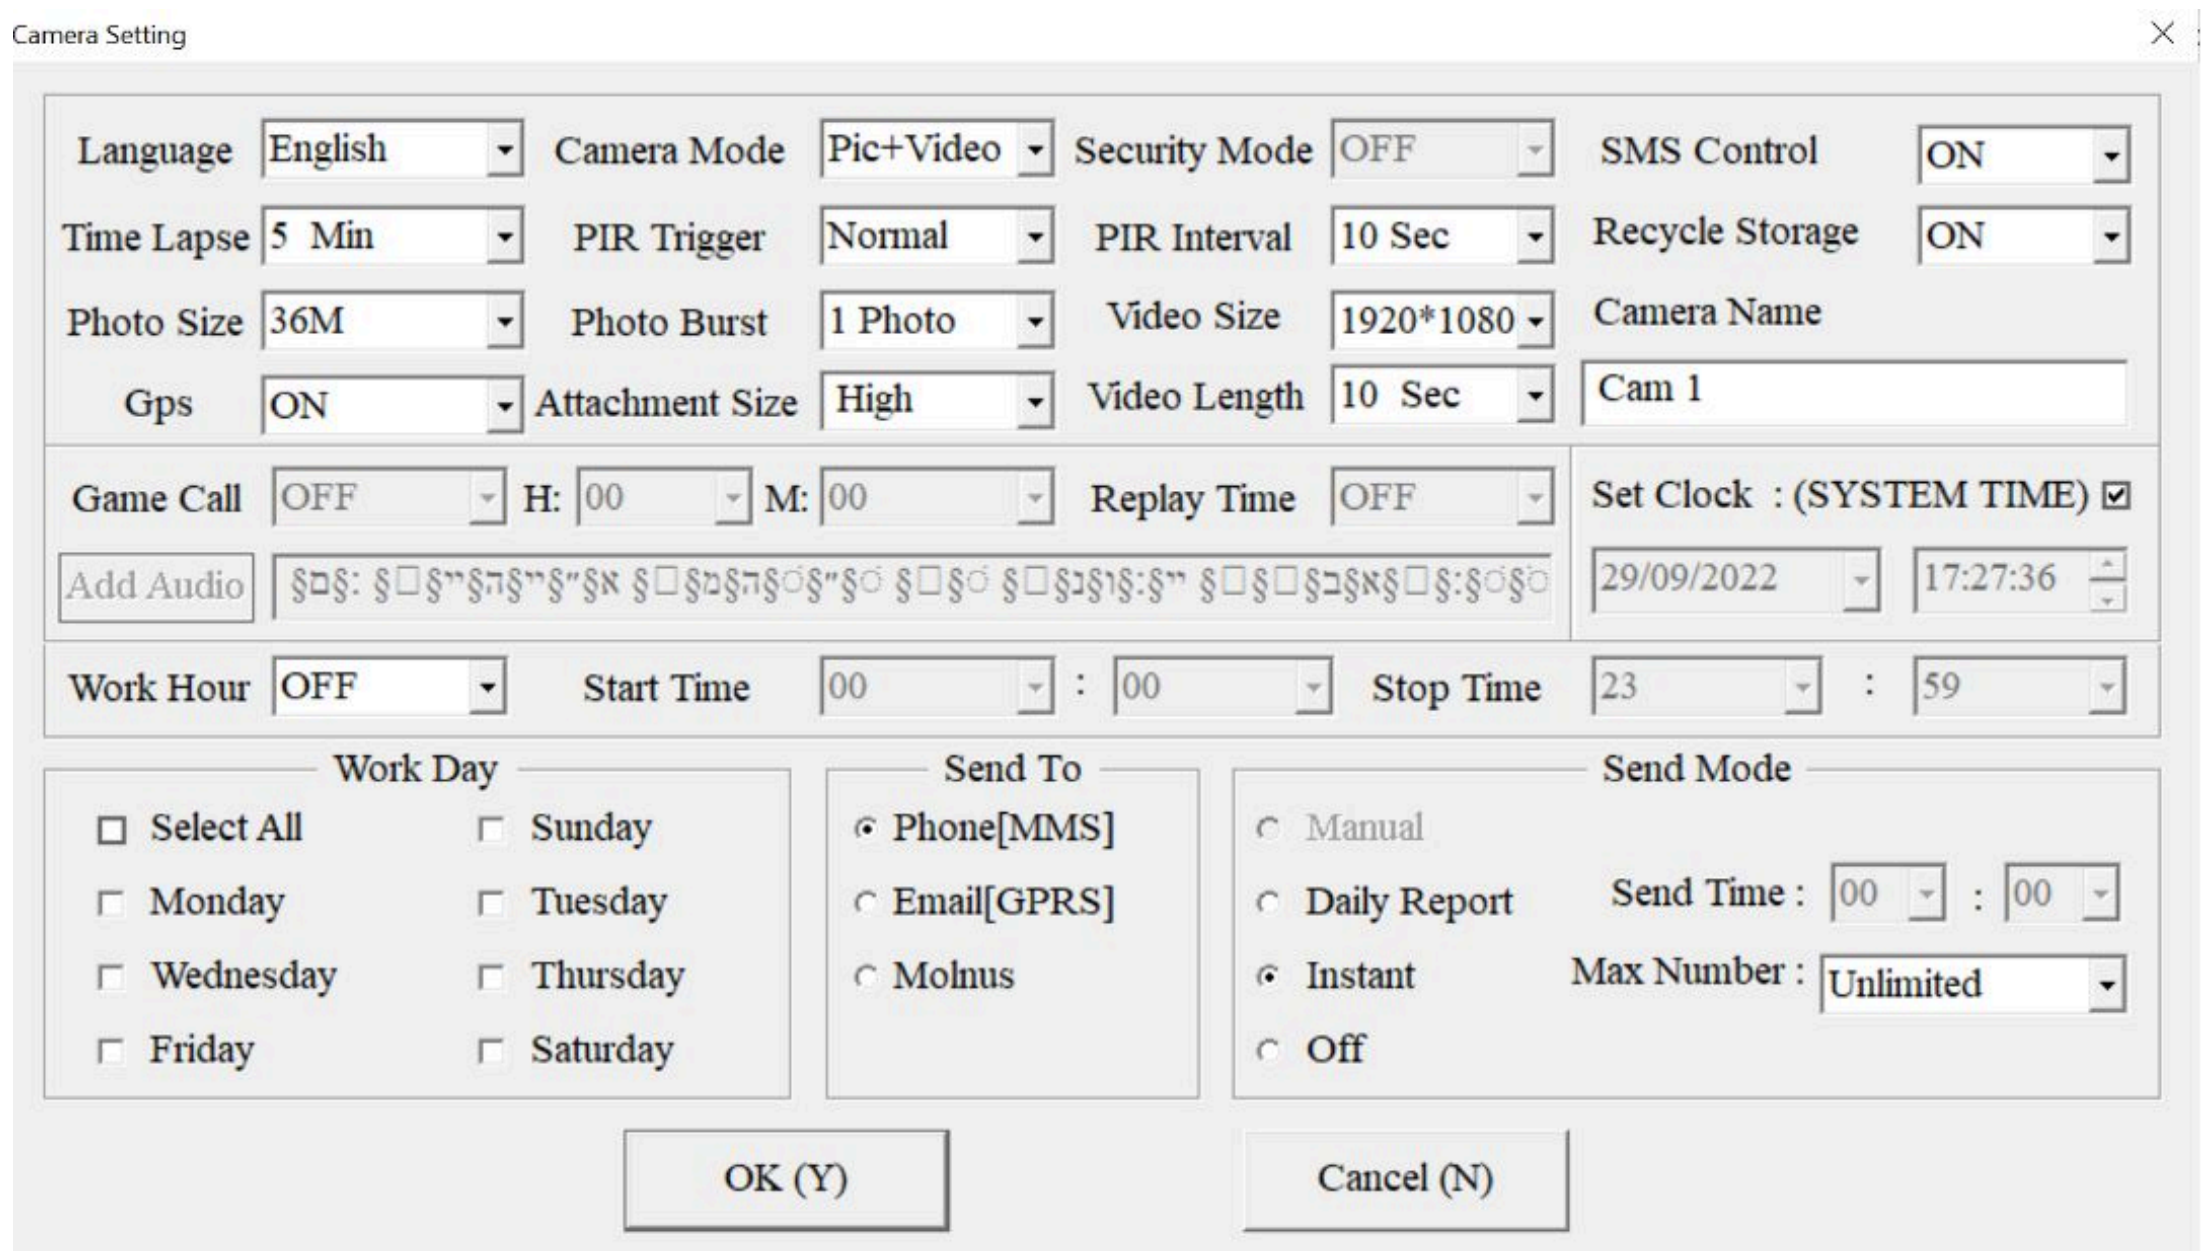 Camera Setting
Language English Camera Mode Pic+Video Security Mode OFF SMS Control ON
Time Lapse 5 Min PIR Trigger Normal PIR Interval 10 Sec Recycle Storage ON
Photo Size 36M Photo Burst 1 Photo Video Size 1920*1080 Camera Name
Gps ON Attachment Size High Video Length 10 Sec Cam 1
Game Call OFF H: 00 M: 00 Replay Time OFF Set Clock : (SYSTEM TIME)
Add Audio 29/09/2022 17:27:36
Work Hour OFF Start Time 00 : 00 Stop Time 23 : 59
Work Day
Select All Sunday
Monday Tuesday
Wednesday Thursday
Friday Saturday
Send To
Phone[MMS]
Email[GPRS]
Molnus
Send Mode
Manual
Daily Report Send Time : 00 : 00
Instant Max Number : Unlimited
Off
OK (Y) Cancel (N)